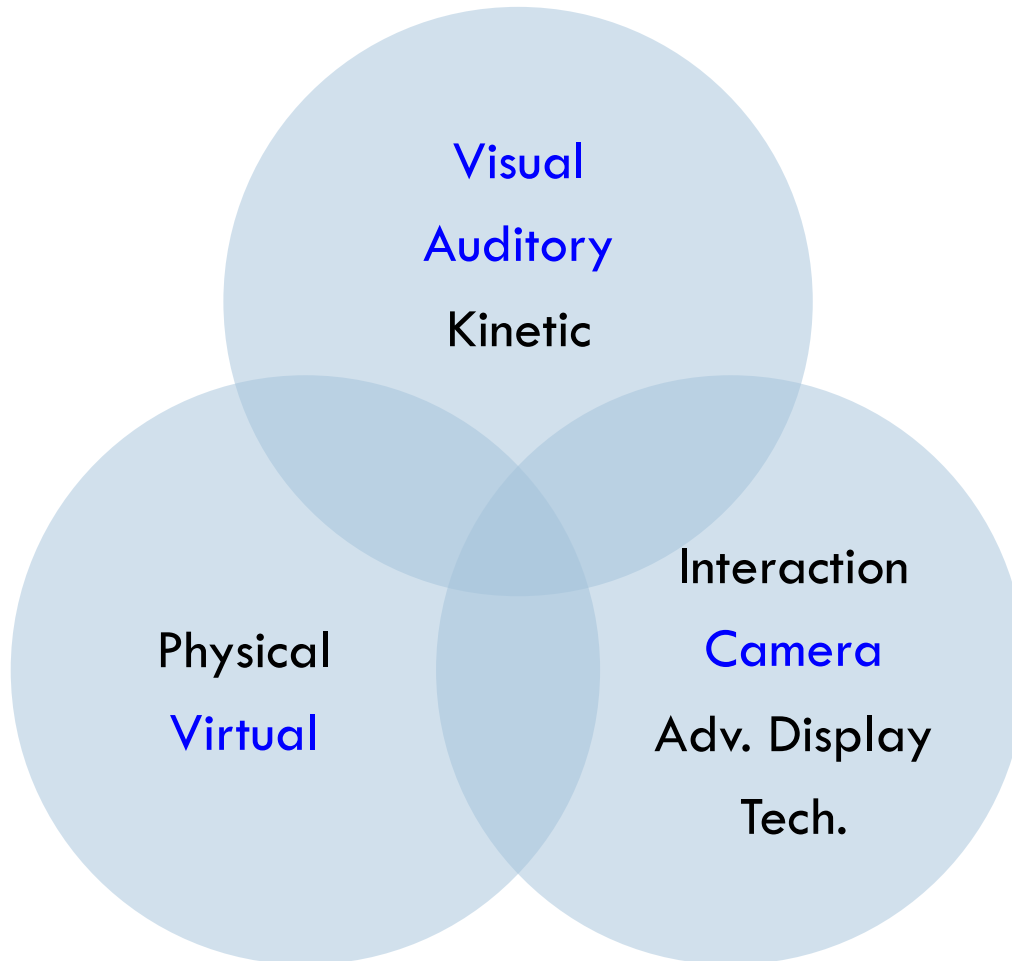 Visual
Auditory
Kinetic
Physical
Virtual
Interaction
Camera
Adv. Display
Tech.